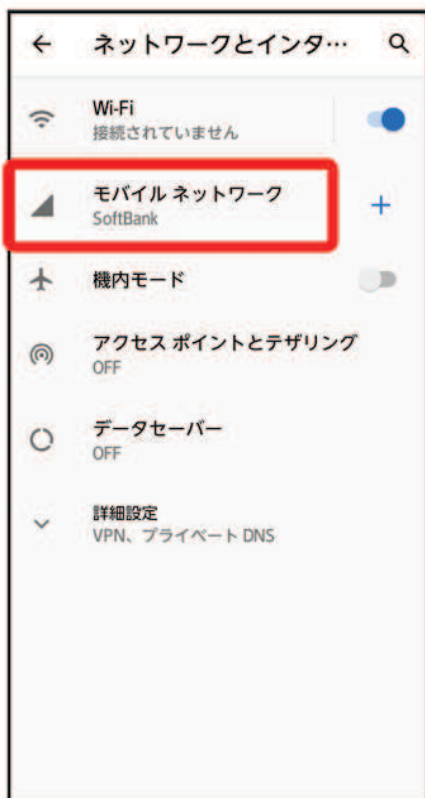 ネットワークとインタ…
Wi-Fi
接続されていません
モバイル ネットワーク
SoftBank
機内モード
アクセス ポイントとテザリング
OFF
データセーバー
OFF
詳細設定
VPN、プライベート DNS